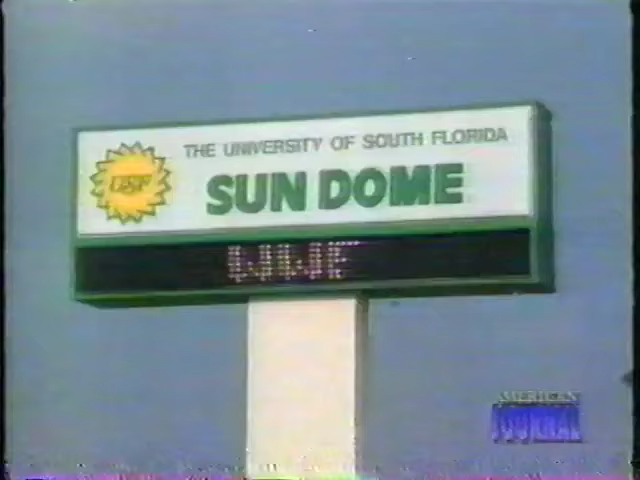 THE UNIVERSITY OF SOUTH FLORIDA
USF
SUN DOME
WWF
AMERICAN
JOURNAL